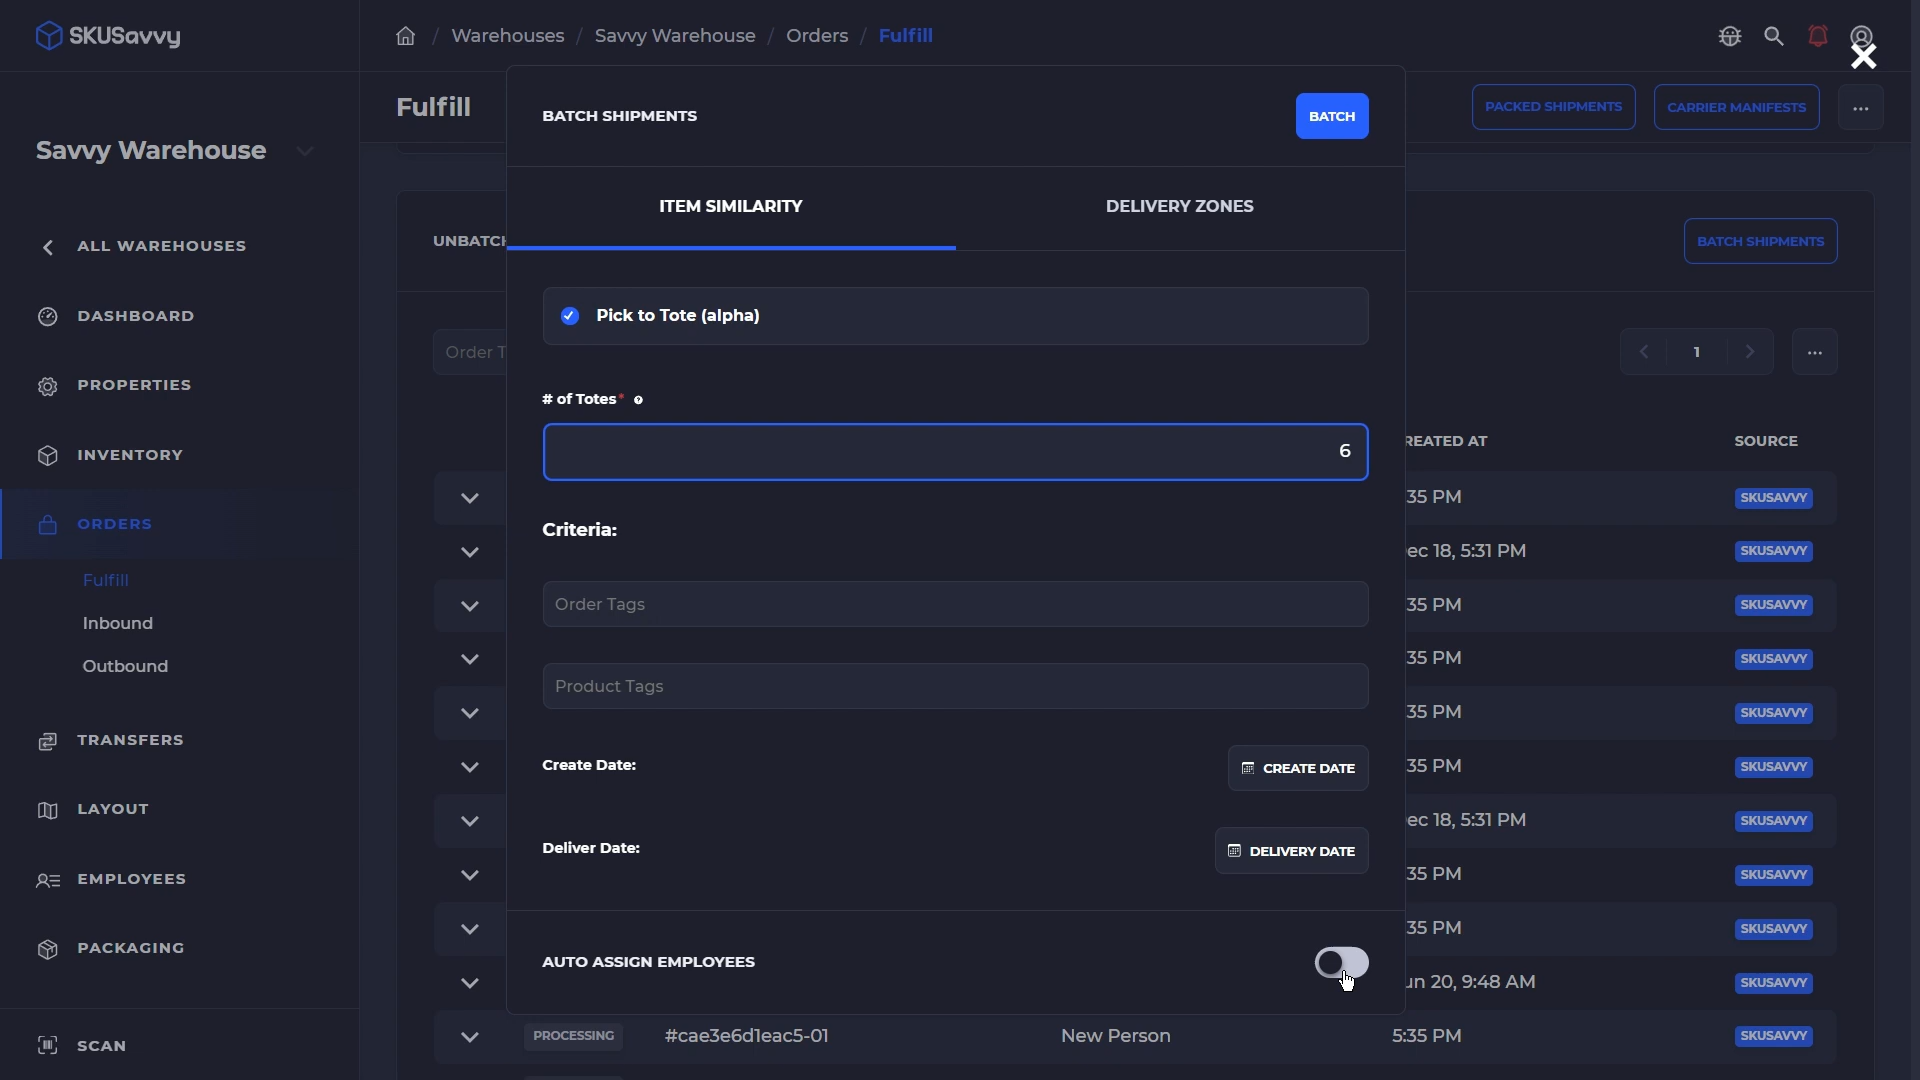 SKUSavvy
Warehouses / Savvy Warehouse / Orders / Fulfill
Fulfill
PACKED SHIPMENTS
CARRIER MANIFESTS
...
Savvy Warehouse
ALL WAREHOUSES
DASHBOARD
PROPERTIES
INVENTORY
ORDERS
Fulfill
Inbound
Outbound
TRANSFERS
LAYOUT
EMPLOYEES
PACKAGING
SCAN
BATCH SHIPMENTS
BATCH
ITEM SIMILARITY
DELIVERY ZONES
Pick to Tote (alpha)
# of Totes*
6
Criteria:
Order Tags
Product Tags
Create Date:
CREATE DATE
Deliver Date:
DELIVERY DATE
AUTO ASSIGN EMPLOYEES
UNBATCH
BATCH SHIPMENTS
Order T
1
...
REATED AT
SOURCE
35 PM
SKUSAVVY
ec 18, 5:31 PM
SKUSAVVY
35 PM
SKUSAVVY
35 PM
SKUSAVVY
35 PM
SKUSAVVY
35 PM
SKUSAVVY
ec 18, 5:31 PM
SKUSAVVY
35 PM
SKUSAVVY
35 PM
SKUSAVVY
un 20, 9:48 AM
SKUSAVVY
PROCESSING
#cae3e6d1eac5-01
New Person
5:35 PM
SKUSAVVY